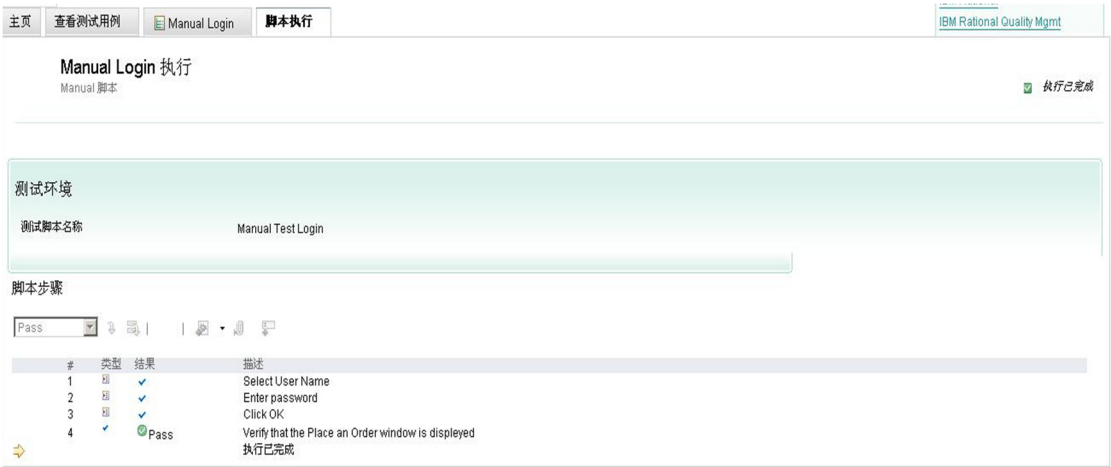 主页 查看测试用例 Manual Login 脚本执行
IBM Rational Quality Mgmt
Manual Login 执行
Manual 脚本
执行已完成
测试环境
测试脚本名称 Manual Test Login
脚本步骤
Pass
# 类型 结果 描述
1 Select User Name
2 Enter password
3 Click OK
4 Pass Verify that the Place an Order window is displeyed
执行已完成